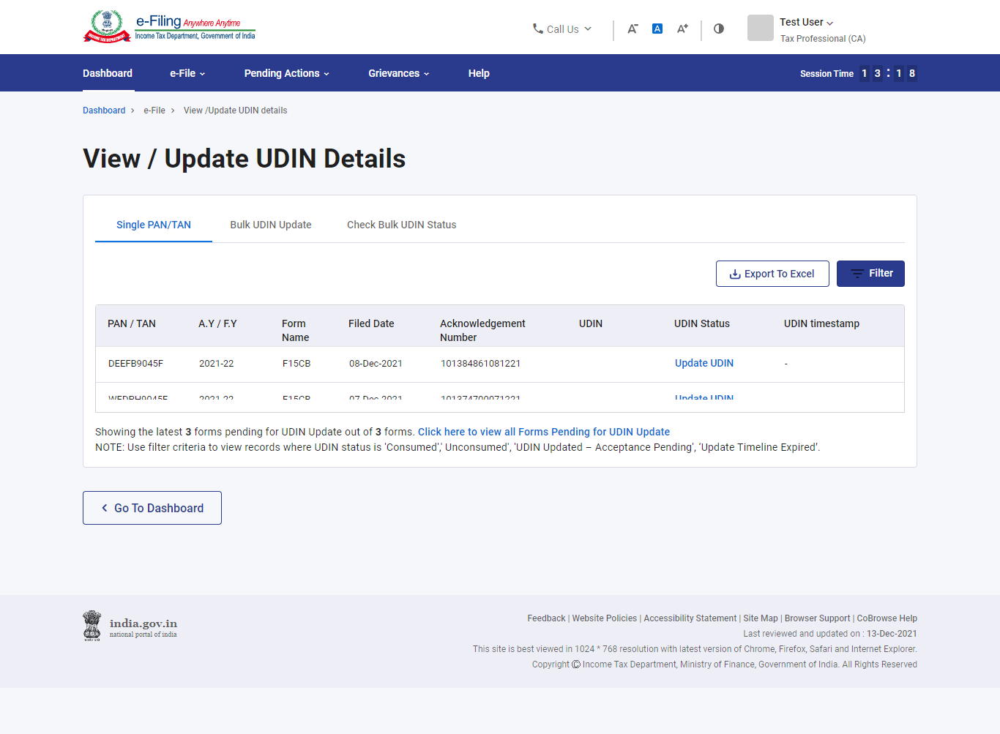 e-Filing Anywhere Anytime
Income Tax Department, Government of India
INCOME TAX DEPARTMENT
Call Us
A-
A
A+
Test User
Tax Professional (CA)
Dashboard e-File Pending Actions Grievances Help Session Time 1 3 : 1 8
Dashboard > e-File > View /Update UDIN details
View / Update UDIN Details
Single PAN/TAN Bulk UDIN Update Check Bulk UDIN Status
Export To Excel Filter
PAN / TAN A.Y / F.Y Form Name Filed Date Acknowledgement Number UDIN UDIN Status UDIN timestamp
DEEFB9045F 2021-22 F15CB 08-Dec-2021 101384861081221 Update UDIN -
2021-22 F15CB 07-Dec-2021 101374700071221 Update UDIN
Showing the latest 3 forms pending for UDIN Update out of 3 forms. Click here to view all Forms Pending for UDIN Update
NOTE: Use filter criteria to view records where UDIN status is 'Consumed',' Unconsumed', 'UDIN Updated – Acceptance Pending', ‘Update Timeline Expired’.
Go To Dashboard
india.gov.in
national portal of india
Feedback | Website Policies | Accessibility Statement | Site Map | Browser Support | CoBrowse Help
Last reviewed and updated on : 13-Dec-2021
This site is best viewed in 1024 * 768 resolution with latest version of Chrome, Firefox, Safari and Internet Explorer.
Copyright © Income Tax Department, Ministry of Finance, Government of India. All Rights Reserved